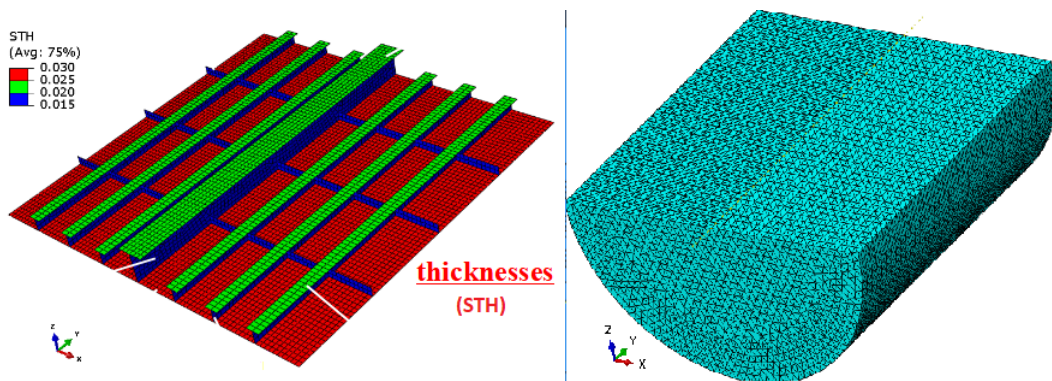 STH
(Avg: 75%)
0.030
0.025
0.020
0.015
thicknesses
(STH)
Z
Y
X
Z
Y
X